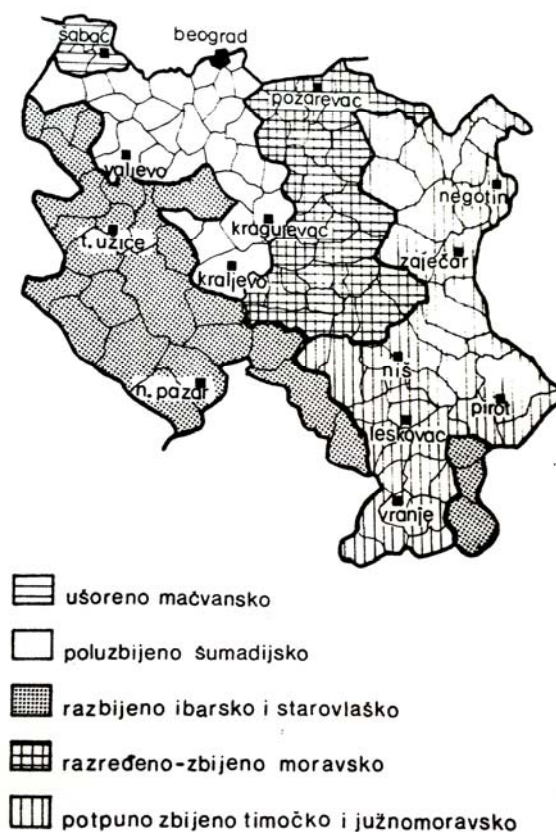 šabac
beograd
požarevac
valjevo
negotin
t. užice
kragujevac
zaječar
kraljevo
niš
n. pazar
pirot
leskovac
vranje
ušoreno mačvansko
poluzbijeno šumadijsko
razbijeno ibarsko i starovlaško
razređeno-zbijeno moravsko
potpuno zbijeno timočko i južnomoravsko